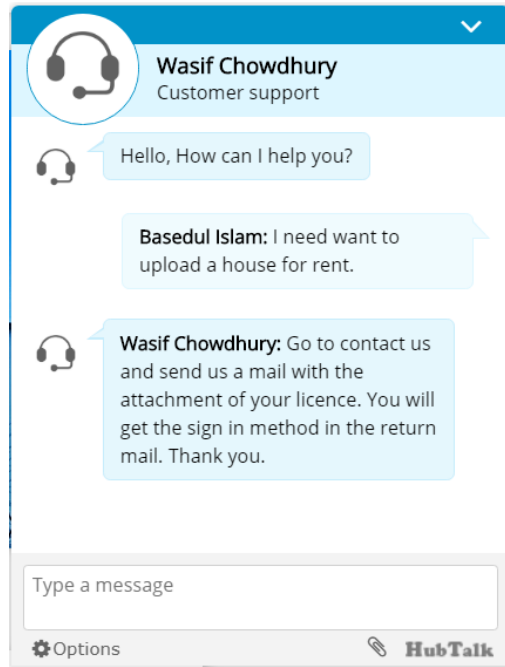 Wasif Chowdhury
Customer support
Hello, How can I help you?
Basedul Islam: I need want to
upload a house for rent.
Wasif Chowdhury: Go to contact us
and send us a mail with the
attachment of your licence. You will
get the sign in method in the return
mail. Thank you.
Type a message
Options
HubTalk